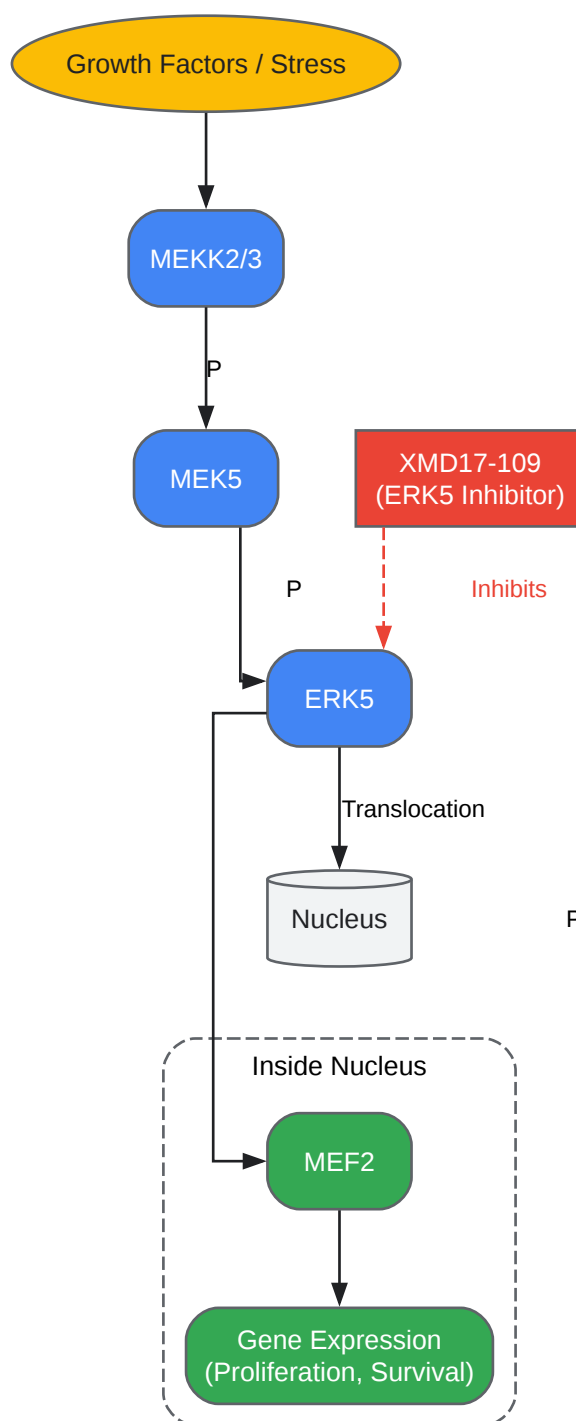 Growth Factors / Stress
MEKK2/3
P
MEK5
XMD17-109
(ERK5 Inhibitor)
P
Inhibits
ERK5
Translocation
Nucleus
P
Inside Nucleus
MEF2
Gene Expression
(Proliferation, Survival)